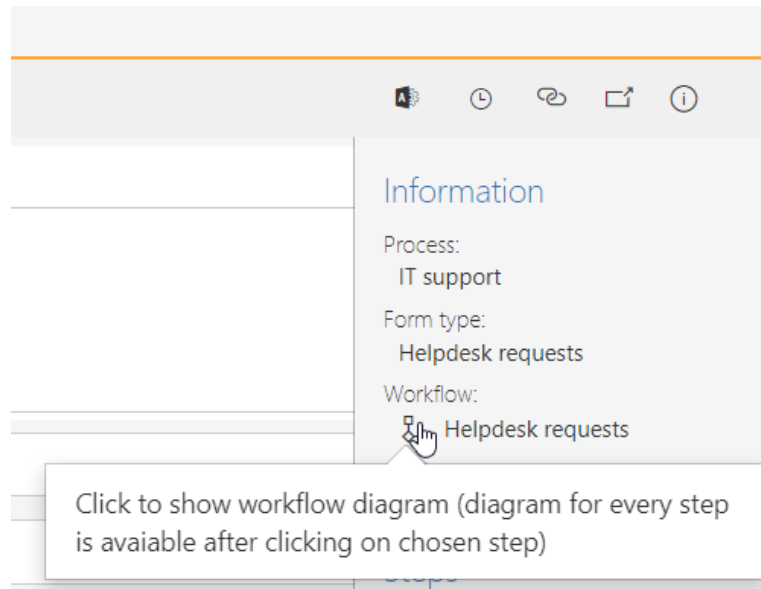 Information
Process:
IT support
Form type:
Helpdesk requests
Workflow:
Helpdesk requests
Click to show workflow diagram (diagram for every step
is avaiable after clicking on chosen step)